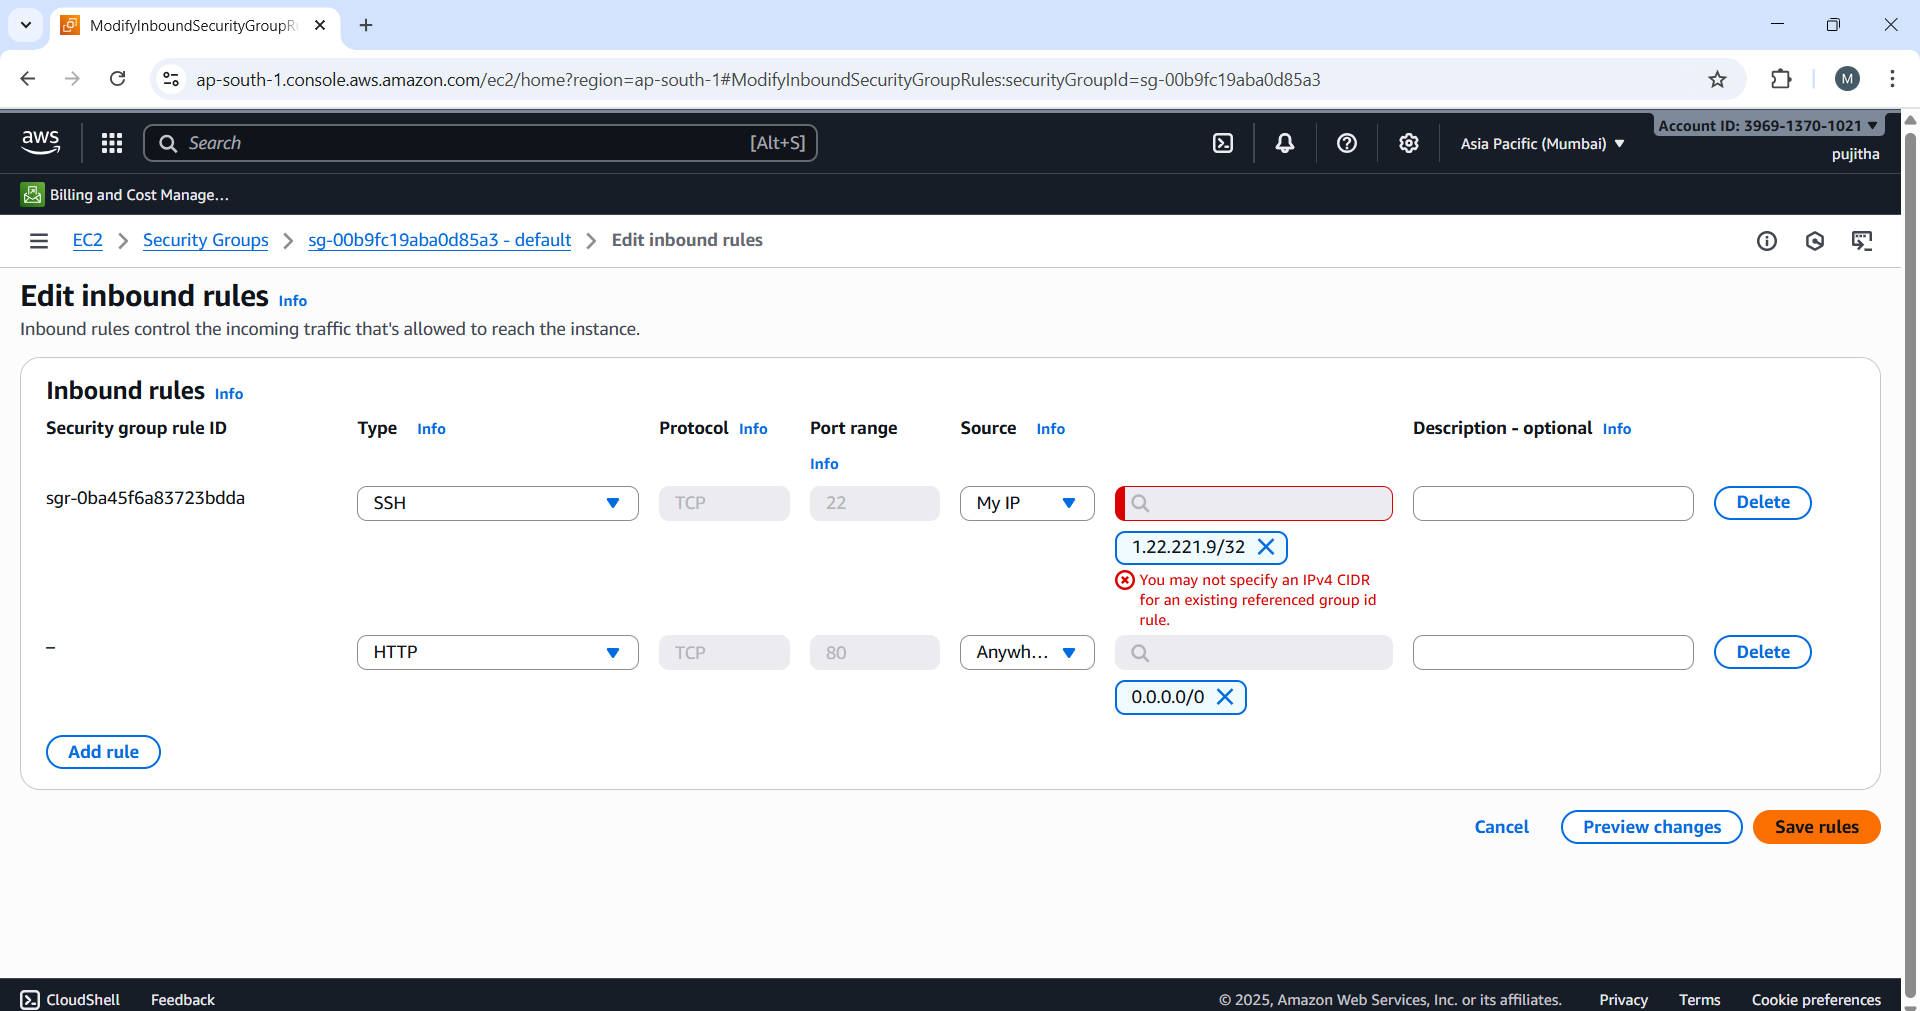 ModifyInboundSecurityGroupR
ap-south-1.console.aws.amazon.com/ec2/home?region=ap-south-1#ModifyInboundSecurityGroupRules:securityGroupId=sg-00b9fc19aba0d85a3
M
aws
Search
[Alt+S]
Asia Pacific (Mumbai)
Account ID: 3969-1370-1021
pujitha
Billing and Cost Manage...
EC2
Security Groups
sg-00b9fc19aba0d85a3 - default
Edit inbound rules
Edit inbound rules Info
Inbound rules control the incoming traffic that's allowed to reach the instance.
Inbound rules Info
Security group rule ID
Type Info
Protocol Info
Port range
Info
Source Info
Description - optional Info
sgr-0ba45f6a83723bdda
SSH
TCP
22
My IP
Delete
1.22.221.9/32
You may not specify an IPv4 CIDR
for an existing referenced group id
rule.
–
HTTP
TCP
80
Anywh...
Delete
0.0.0.0/0
Add rule
Cancel
Preview changes
Save rules
CloudShell
Feedback
© 2025, Amazon Web Services, Inc. or its affiliates.
Privacy
Terms
Cookie preferences